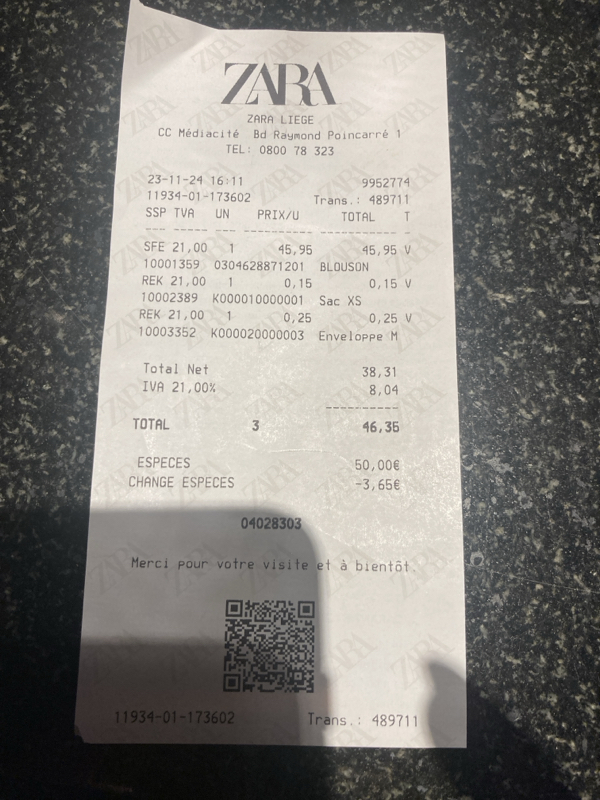 ZARA
ZARA LIEGE
CC Médiacité Bd Raymond Poincarré 1
TEL: 0800 78 323
23-11-24 16:11 9952774
11934-01-173602 Trans.: 489711
SSP TVA UN PRIX/U TOTAL T
--- --- --- ---------- ----------- -
SFE 21,00 1 45,95 45,95 V
10001359 0304628871201 BLOUSON
REK 21,00 1 0,15 0,15 V
10002389 K000010000001 Sac XS
REK 21,00 1 0,25 0,25 V
10003352 K000020000003 Enveloppe M
Total Net 38,31
IVA 21,00% 8,04
----------
TOTAL 3 46,35
ESPECES 50,00€
CHANGE ESPECES -3,65€
04028303
Merci pour votre visite et à bientôt.
11934-01-173602 Trans.: 489711